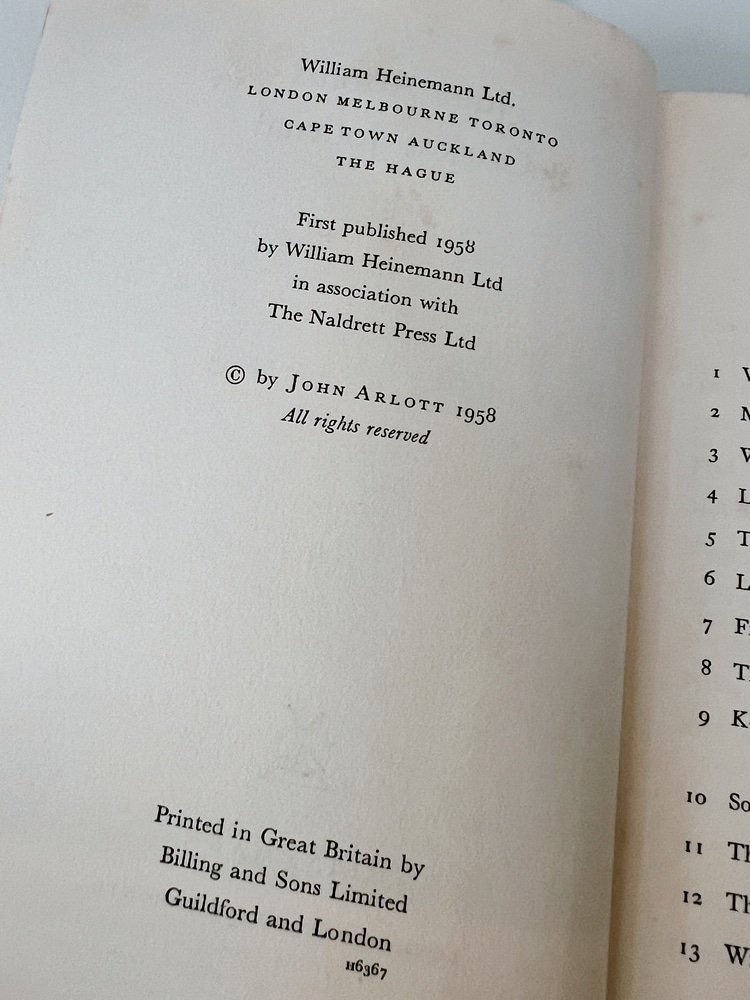 William Heinemann Ltd.
LONDON MELBOURNE TORONTO
CAPE TOWN AUCKLAND
THE HAGUE
First published 1958
by William Heinemann Ltd
in association with
The Naldrett Press Ltd
© by JOHN ARLOTT 1958
All rights reserved
Printed in Great Britain by
Billing and Sons Limited
Guildford and London
H6367
1
2
3
4
5
6
7
8
9
10
11
12
13